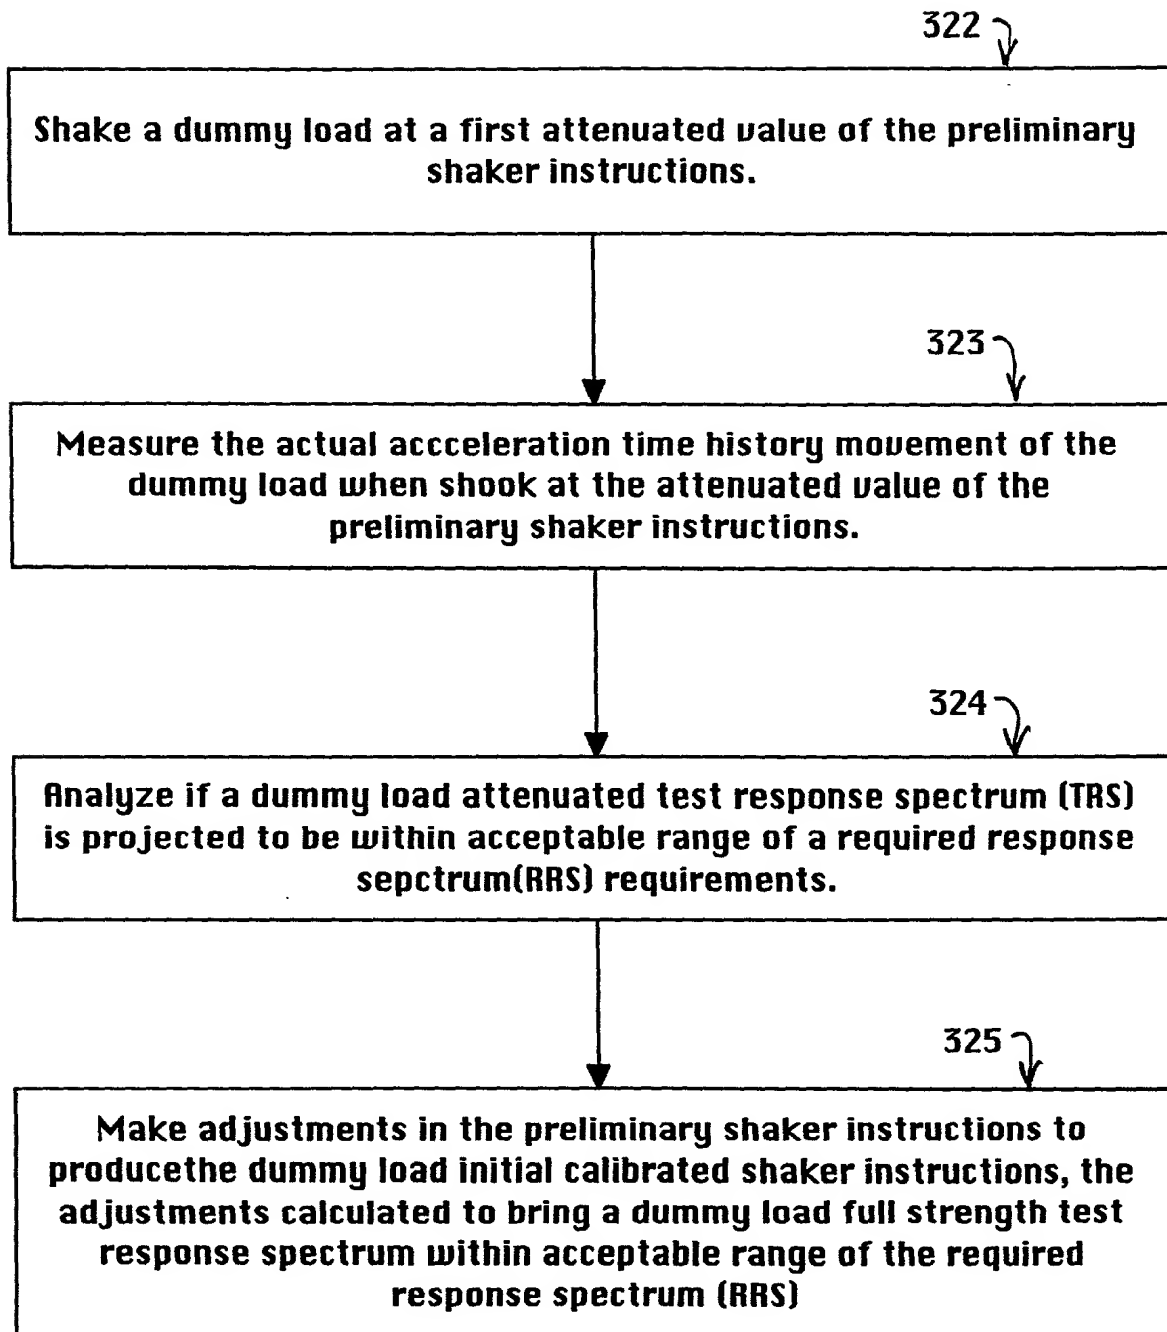 322
Shake a dummy load at a first attenuated value of the preliminary
shaker instructions.
323
Measure the actual accceleration time history movement of the
dummy load when shook at the attenuated value of the
preliminary shaker instructions.
324
Analyze if a dummy load attenuated test response spectrum (TRS)
is projected to be within acceptable range of a required response
sepctrum(RRS) requirements.
325
Make adjustments in the preliminary shaker instructions to
producethe dummy load initial calibrated shaker instructions, the
adjustments calculated to bring a dummy load full strength test
response spectrum within acceptable range of the required
response spectrum (RRS)